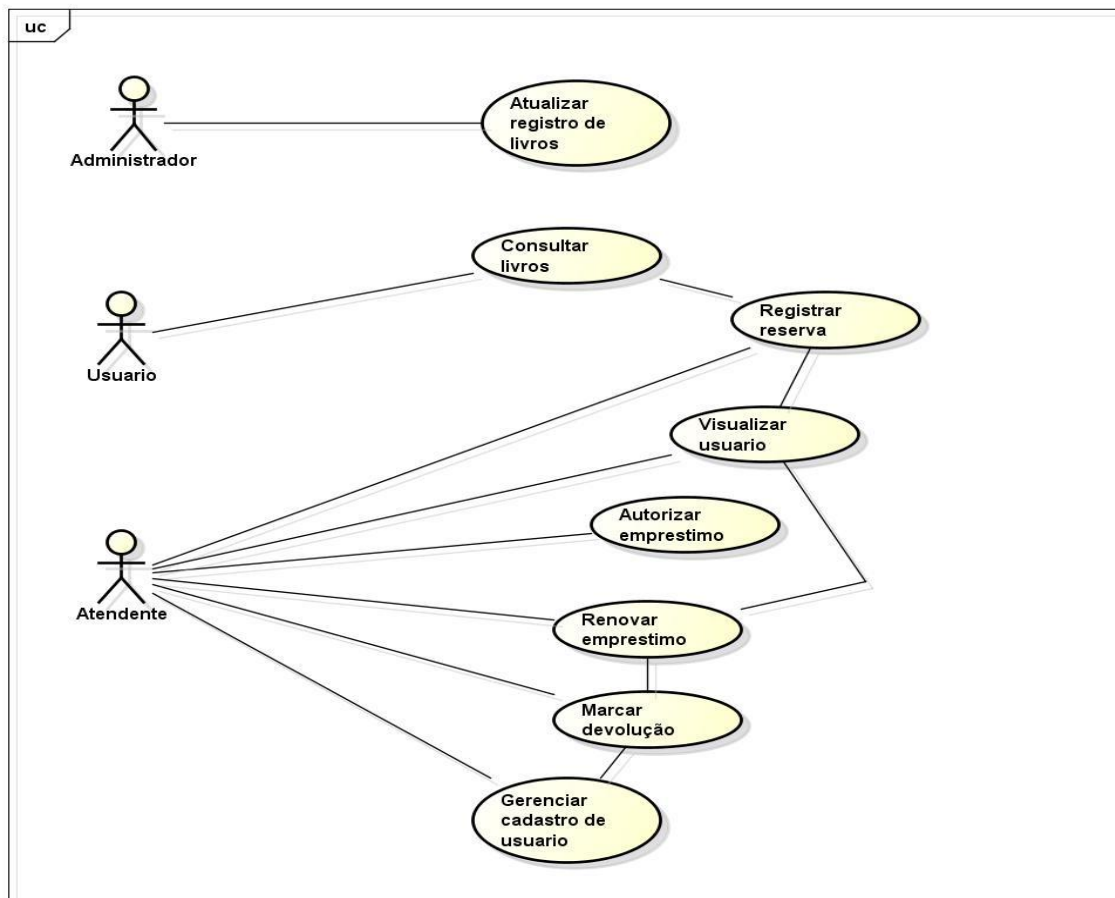 uc
Administrador
Atualizar
registro de
livros
Consultar
livros
Usuario
Registrar
reserva
Visualizar
usuario
Autorizar
emprestimo
Atendente
Renovar
emprestimo
Marcar
devolução
Gerenciar
cadastro de
usuario